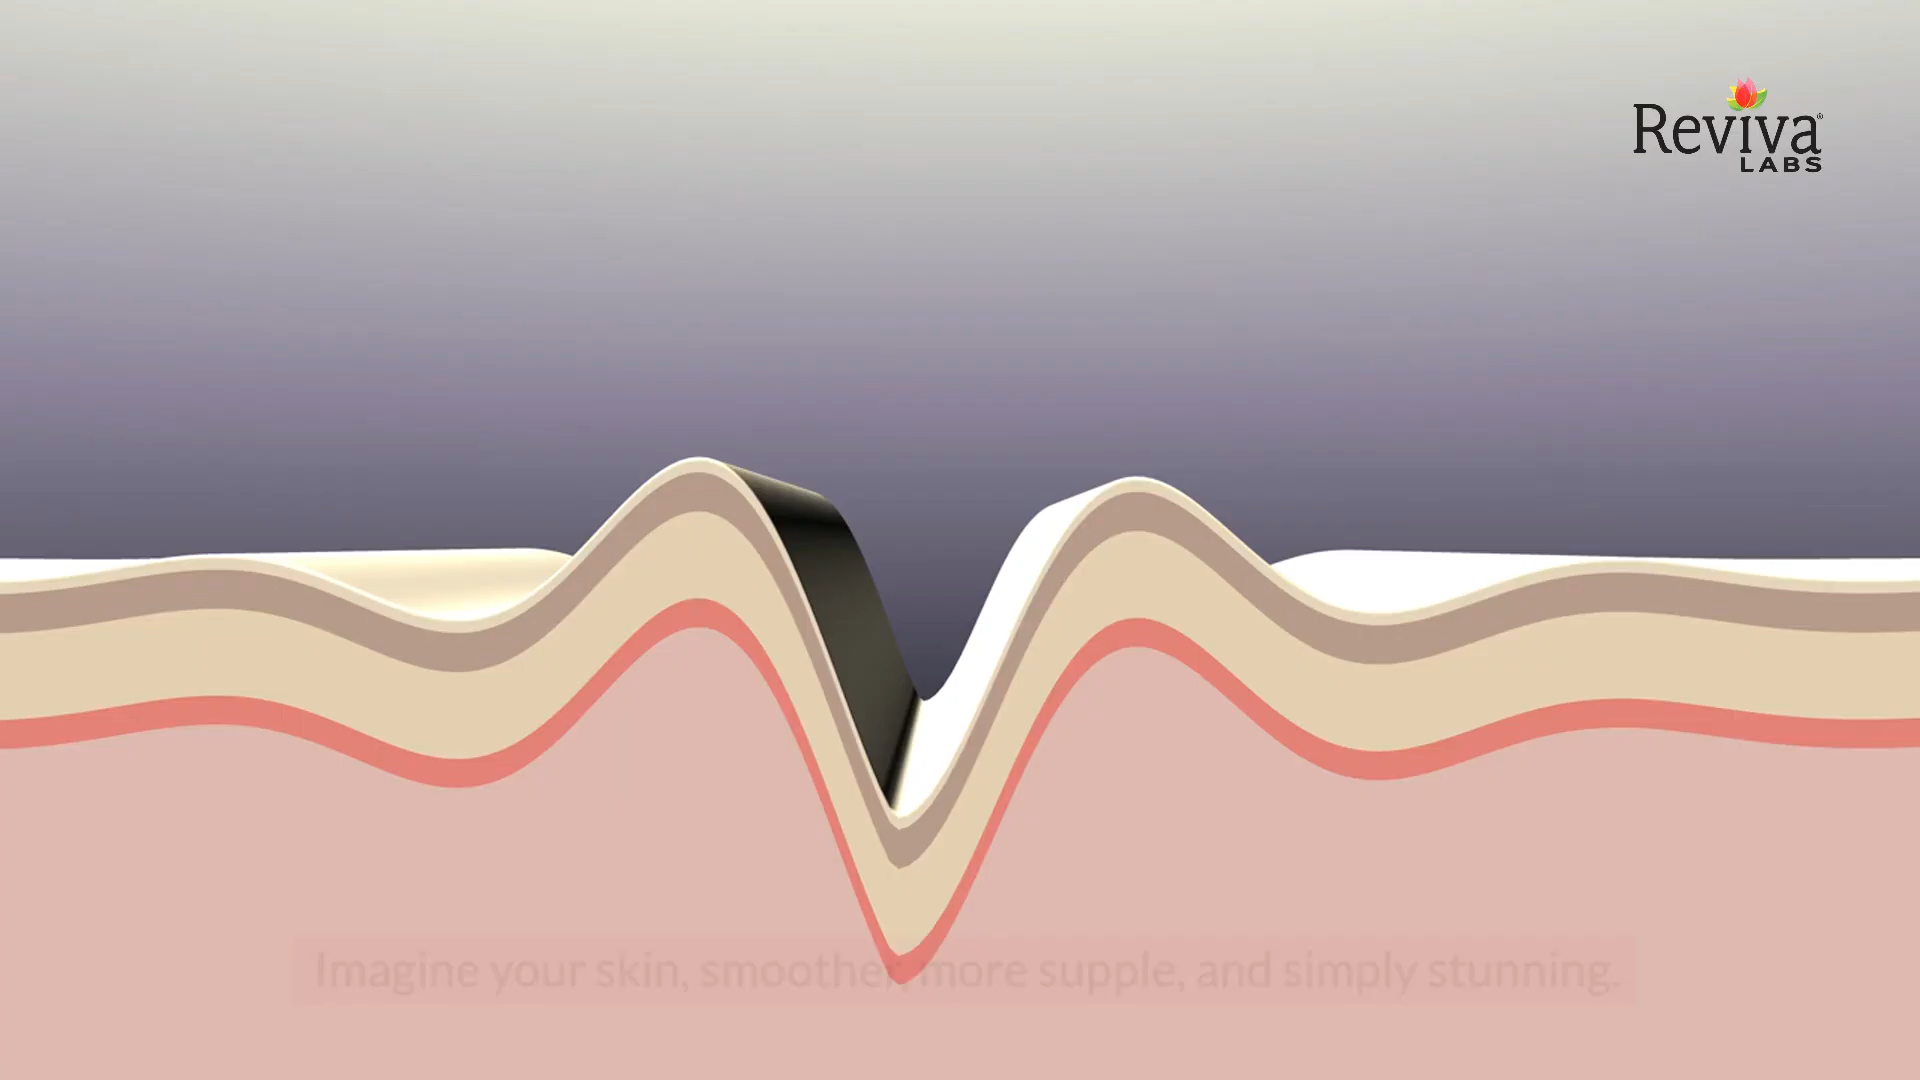 Reviva®
LABS
Imagine your skin, smoother, more supple, and simply stunning.